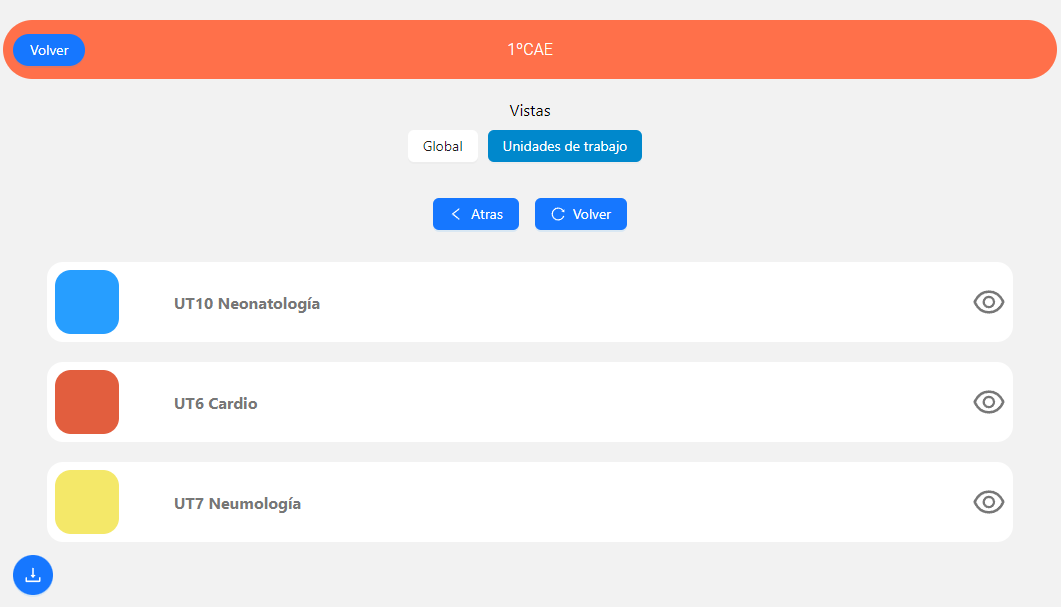 Volver
1ºCAE
Vistas
Global
Unidades de trabajo
Atras
Volver
UT10 Neonatología
UT6 Cardio
UT7 Neumología